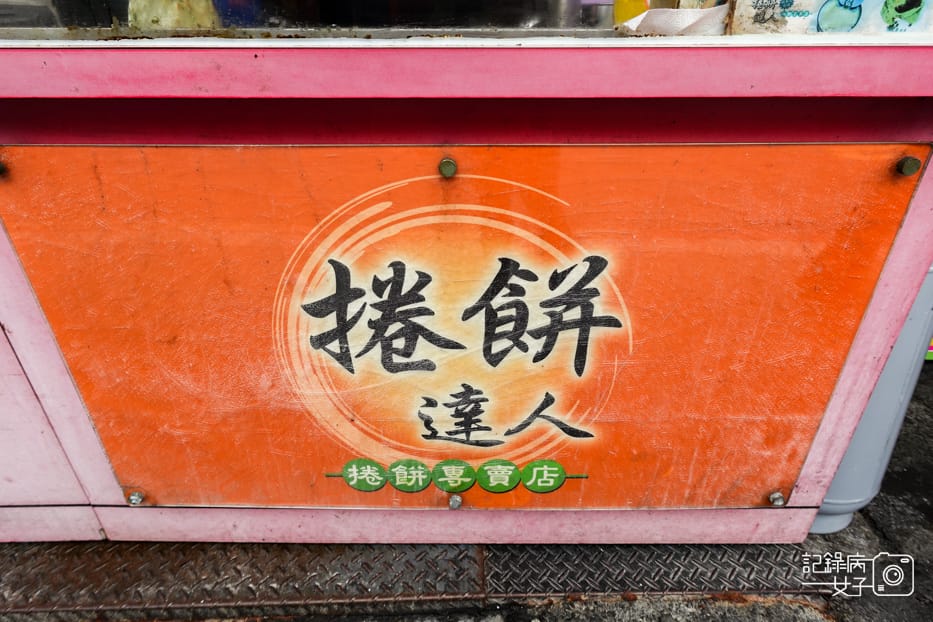 捲餅
達人
捲餅專賣店
記錄病
女子